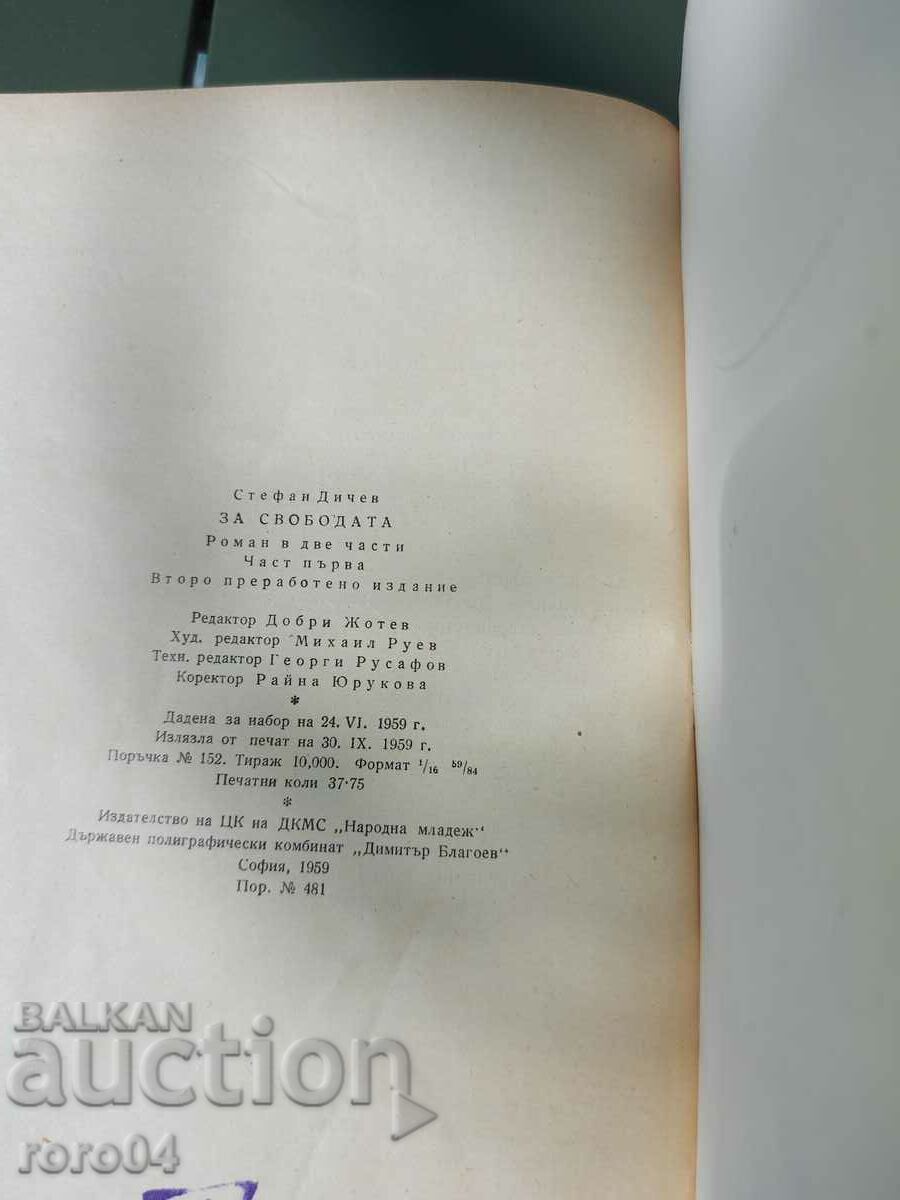 Стефан Дичев
ЗА СВОБОДАТА
Роман в две части
Част първа
Второ преработено издание
Редактор Добри Жотев
Худ. редактор Михаил Руев
Техн. редактор Георги Русафов
Коректор Райна Юрукова
*
Дадена за набор на 24. VI. 1959 г.
Излязла от печат на 30. IX. 1959 г.
Поръчка № 152. Тираж 10,000. Формат 1/16 59/84
Печатни коли 37·75
*
Издателство на ЦК на ДКМС „Народна младеж“
Държавен полиграфически комбинат „Димитър Благоев“
София, 1959
Пор. № 481
BALKAN
auction
roro04